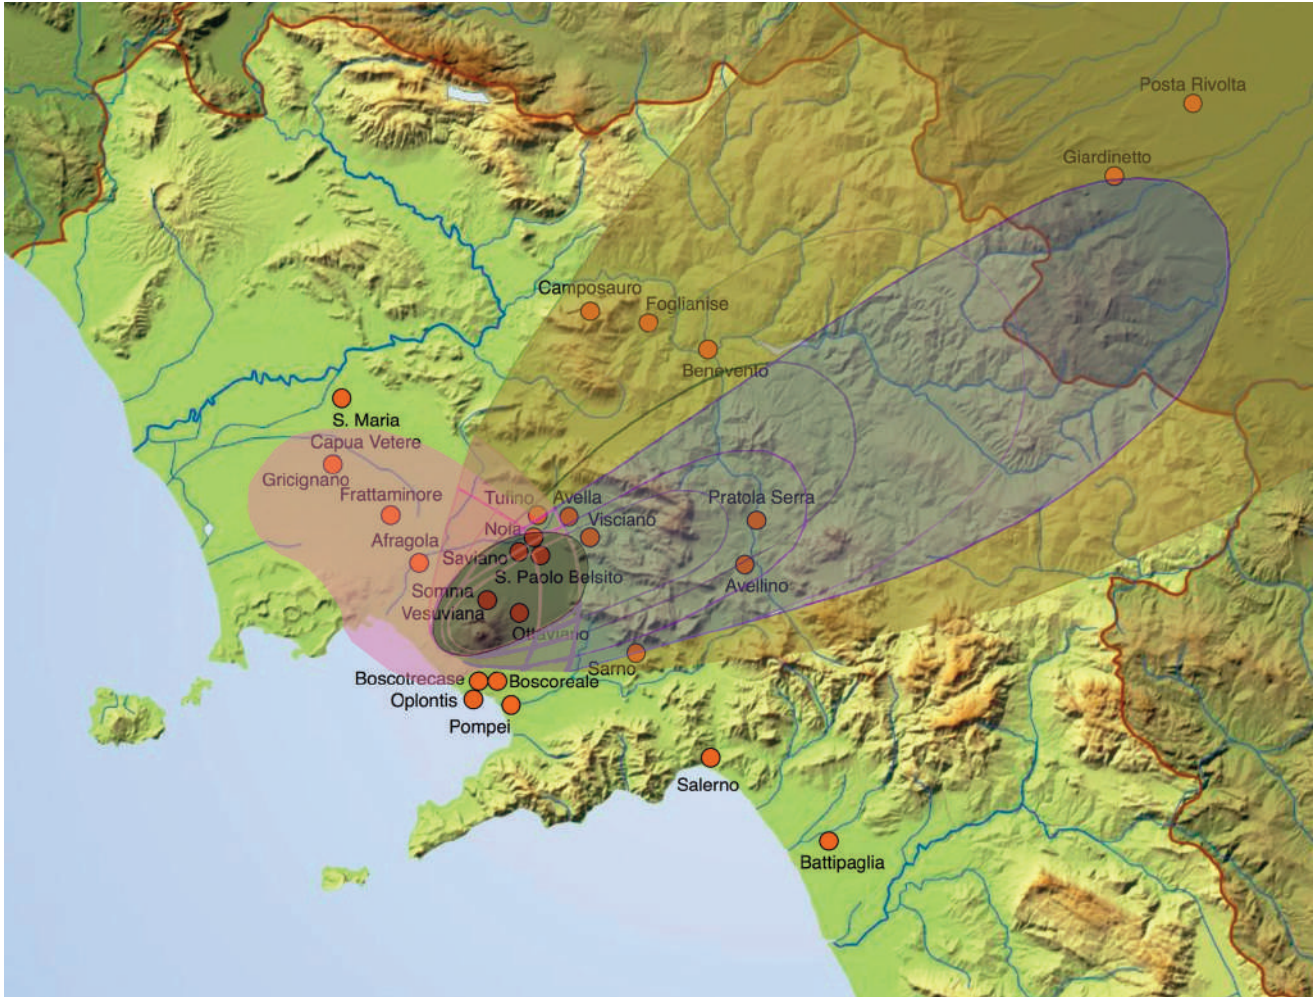 Posta Rivolta
Giardinetto
Camposauro
Foglianise
Benevento
S. Maria
Capua Vetere
Gricignano
Frattaminore
Tufino
Avella
Pratola Serra
Visciano
Nola
Afragola
Saviano
S. Paolo Belsito
Avellino
Somma
Vesuviana
Ottaviano
Sarno
Boscotrecase
Boscoreale
Oplontis
Pompei
Salerno
Battipaglia